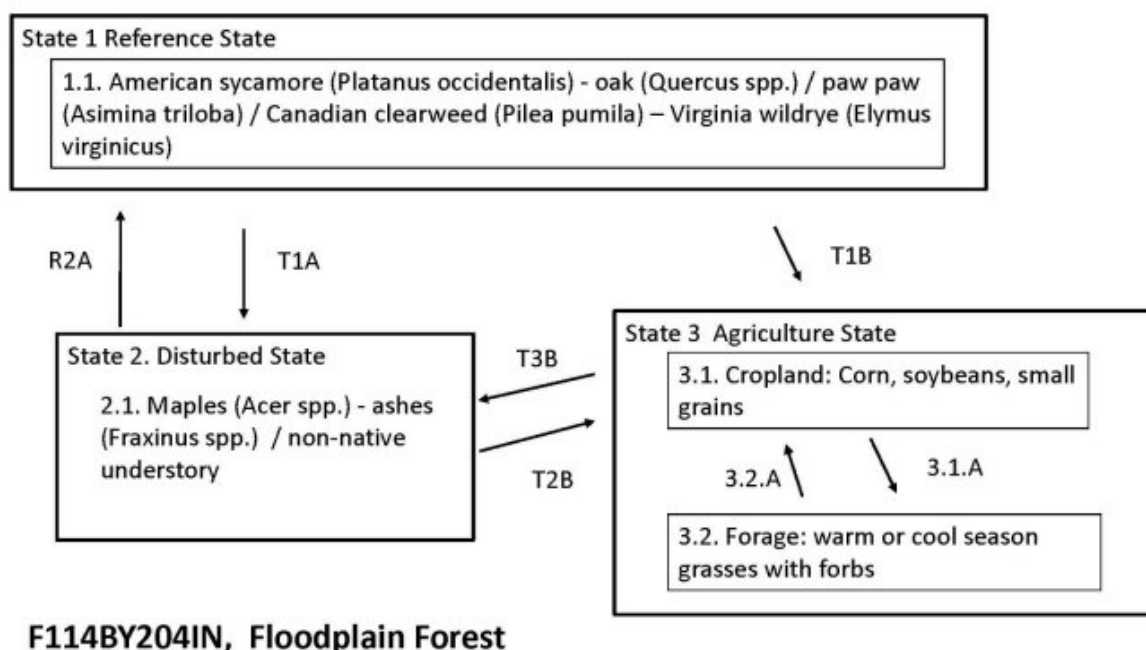 State 1 Reference State
1.1. American sycamore (Platanus occidentalis) - oak (Quercus spp.) / paw paw
(Asimina triloba) / Canadian clearweed (Pilea pumila) – Virginia wildrye (Elymus
virginicus)
R2A
T1A
T1B
State 2. Disturbed State
2.1. Maples (Acer spp.) - ashes
(Fraxinus spp.)  / non-native
understory
T3B
T2B
State 3  Agriculture State
3.1. Cropland: Corn, soybeans, small
grains
3.2.A
3.1.A
3.2. Forage: warm or cool season
grasses with forbs
F114BY204IN,  Floodplain Forest